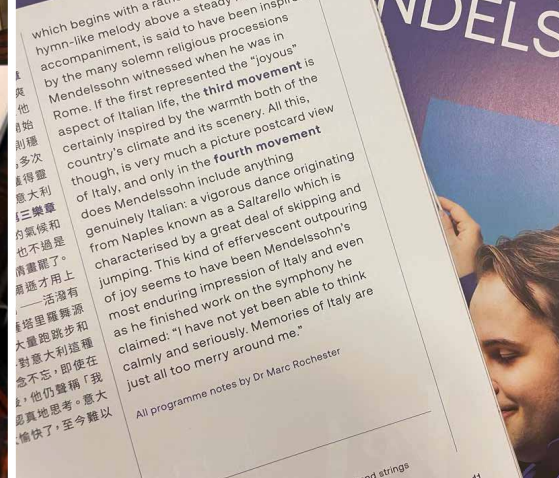 which begins with a
hymn-like melody above a steady
accompaniment, is said to have been
by the many solemn religious processions
Mendelssohn witnessed when he was in
Rome. If the first represented the "joyous"
aspect of Italian life, the third movement is
certainly inspired by the warmth both of the
country's climate and its scenery. All this,
though, is very much a picture postcard view
of Italy, and only in the fourth movement
does Mendelssohn include anything
genuinely Italian: a vigorous dance originating
from Naples known as a Saltarello which is
characterised by a great deal of skipping and
jumping. This kind of effervescent outpouring
of joy seems to have been Mendelssohn's
most enduring impression of Italy and even
as he finished work on the symphony he
claimed: "I have not yet been able to think
calmly and seriously. Memories of Italy are
just all too merry around me."
All programme notes by Dr Marc Rochester
and strings
他
開始
則穩
多次
獲得靈
意大利
三樂章
的氣候和
也不過是
情畫罷了。
爾遜才用上
——活潑有
薩塔里羅舞源
大量跑跳步和
對意大利這種
念不忘，即使在
後，他仍聲稱「我
認真地思考。意大
愉快了，至今難以
NDELS